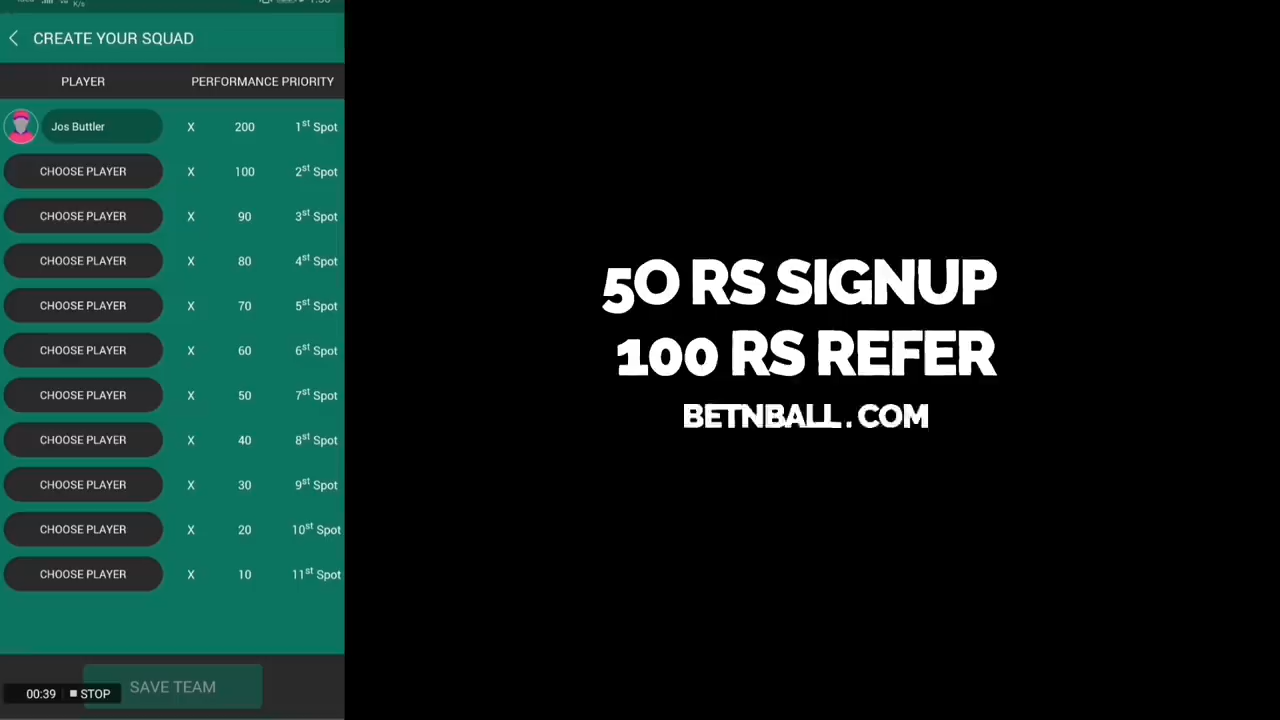 K/s
CREATE YOUR SQUAD
PLAYER PERFORMANCE PRIORITY
Jos Buttler X 200 1st Spot
CHOOSE PLAYER X 100 2st Spot
CHOOSE PLAYER X 90 3st Spot
CHOOSE PLAYER X 80 4st Spot
CHOOSE PLAYER X 70 5st Spot
CHOOSE PLAYER X 60 6st Spot
CHOOSE PLAYER X 50 7st Spot
CHOOSE PLAYER X 40 8st Spot
CHOOSE PLAYER X 30 9st Spot
CHOOSE PLAYER X 20 10st Spot
CHOOSE PLAYER X 10 11st Spot
SAVE TEAM
00:39 STOP
50 RS SIGNUP
100 RS REFER
BETNBALL.COM